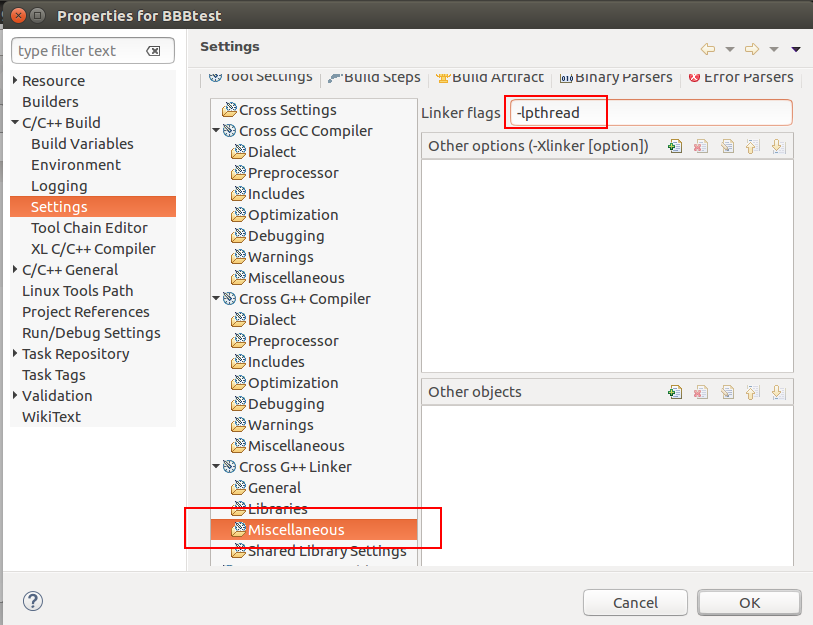 Properties for BBBtest
type filter text
Resource
Builders
C/C++ Build
Build Variables
Environment
Logging
Settings
Tool Chain Editor
XL C/C++ Compiler
C/C++ General
Linux Tools Path
Project References
Run/Debug Settings
Task Repository
Task Tags
Validation
WikiText
Settings
Tool Settings Build Steps Build Artifact Binary Parsers Error Parsers
Cross Settings
Cross GCC Compiler
Dialect
Preprocessor
Includes
Optimization
Debugging
Warnings
Miscellaneous
Cross G++ Compiler
Dialect
Preprocessor
Includes
Optimization
Debugging
Warnings
Miscellaneous
Cross G++ Linker
General
Libraries
Miscellaneous
Shared Library Settings
Linker flags -lpthread
Other options (-Xlinker [option])
Other objects
Cancel OK